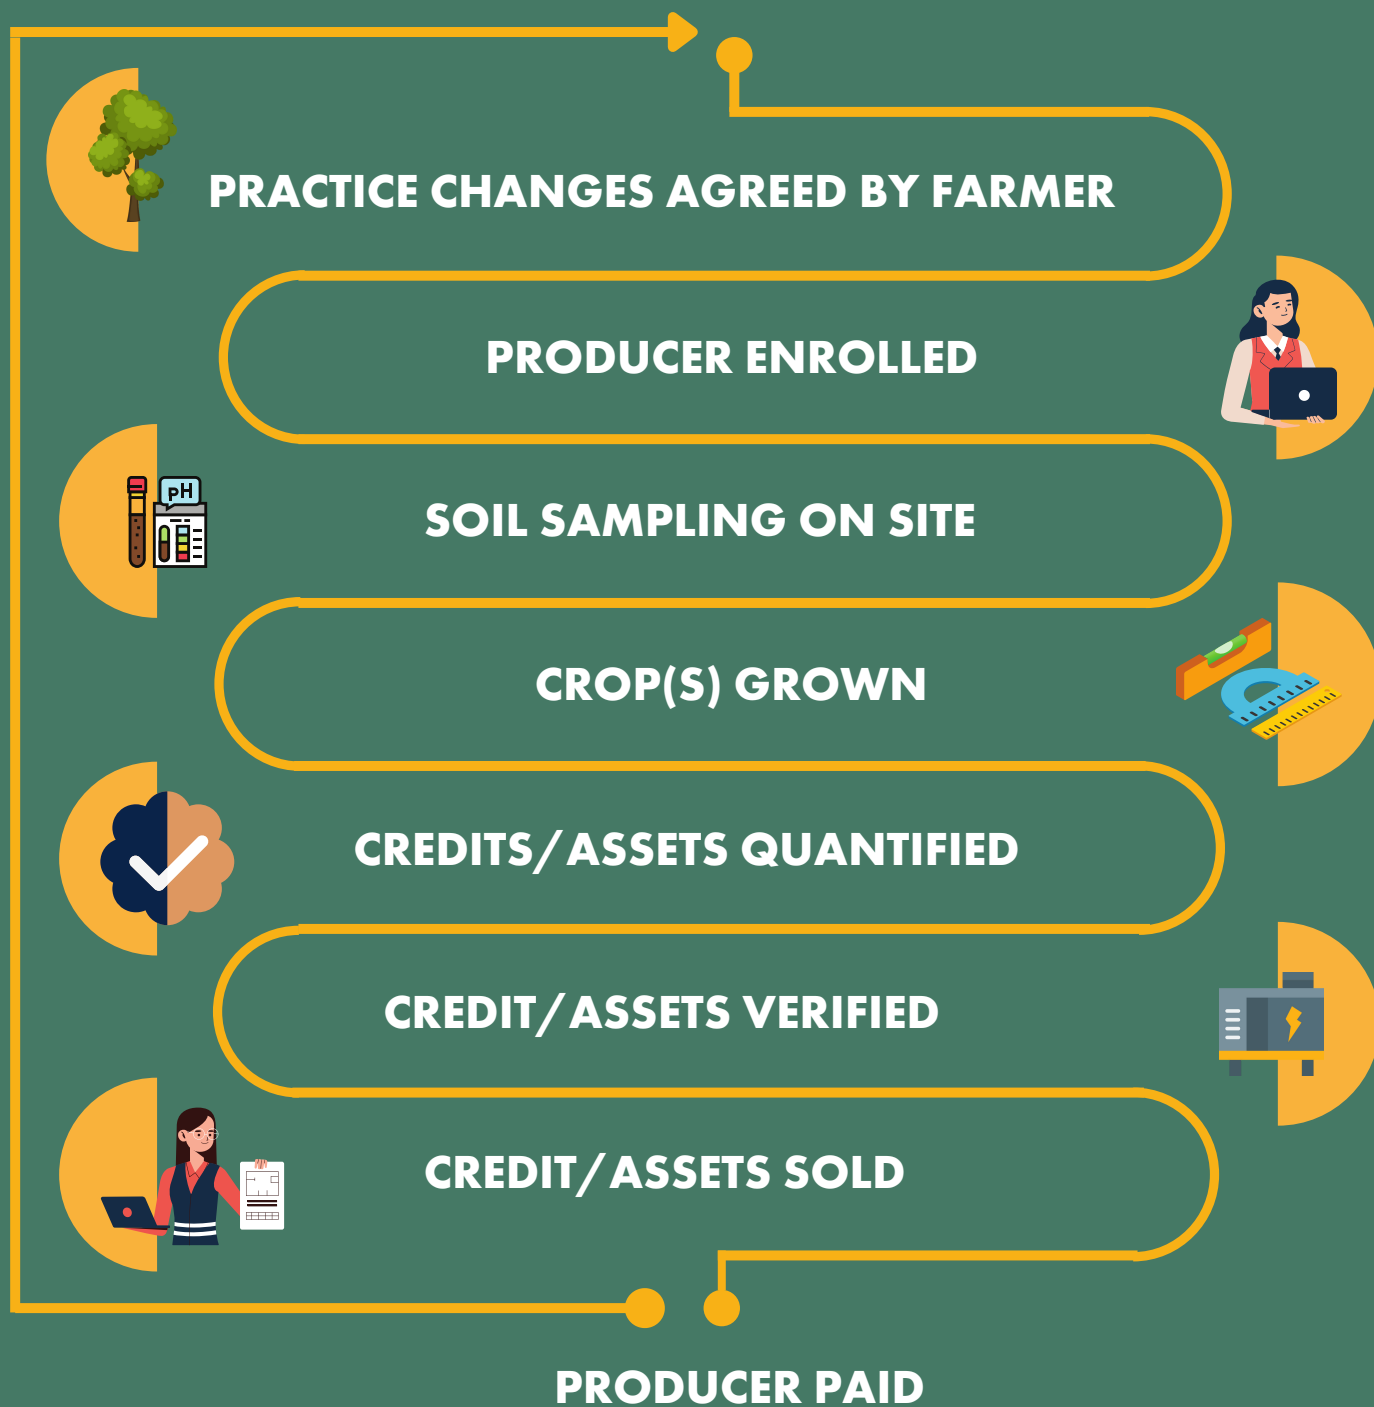 PRACTICE CHANGES AGREED BY FARMER
PRODUCER ENROLLED
pH
SOIL SAMPLING ON SITE
CROP(S) GROWN
CREDITS/ASSETS QUANTIFIED
CREDIT/ASSETS VERIFIED
CREDIT/ASSETS SOLD
PRODUCER PAID